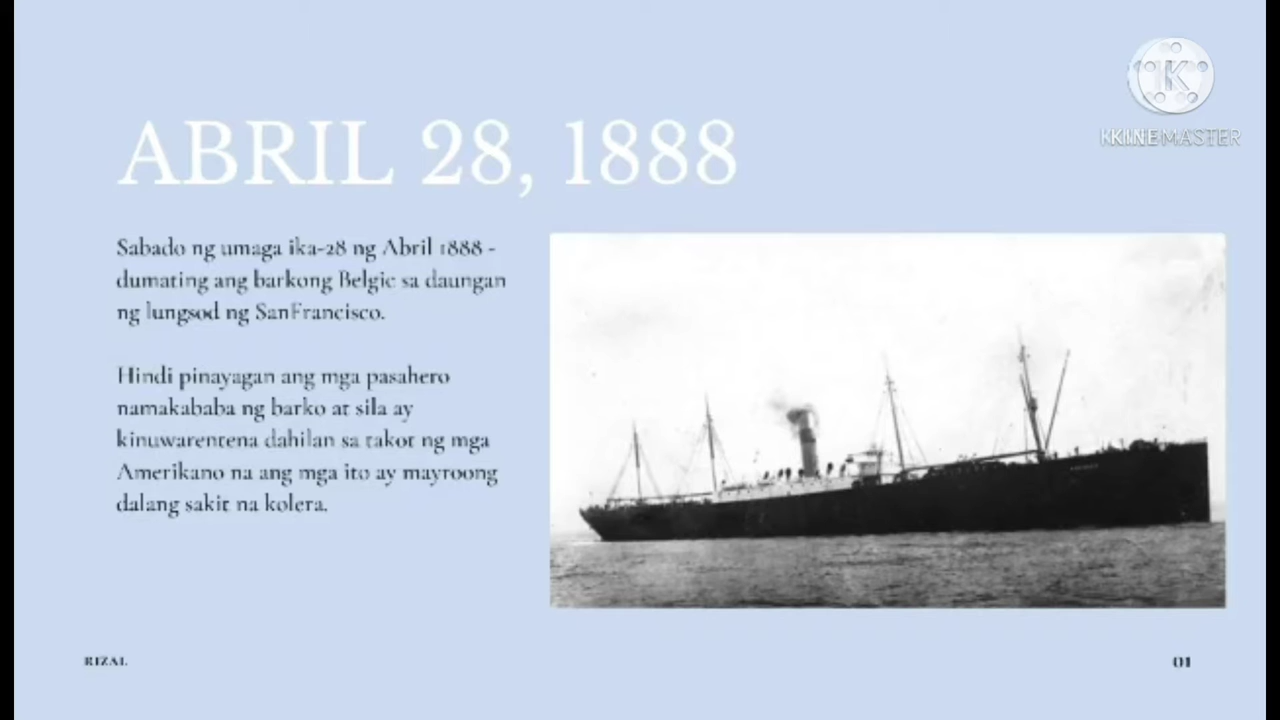 KINEMASTER
ABRIL 28, 1888
Sabado ng umaga ika-28 ng Abril 1888 -
dumating ang barkong Belgic sa daungan
ng lungsod ng SanFrancisco.
Hindi pinayagan ang mga pasahero
namakababa ng barko at sila ay
kinuwarentena dahilan sa takot ng mga
Amerikano na ang mga ito ay mayroong
dalang sakit na kolera.
RIZAL
01